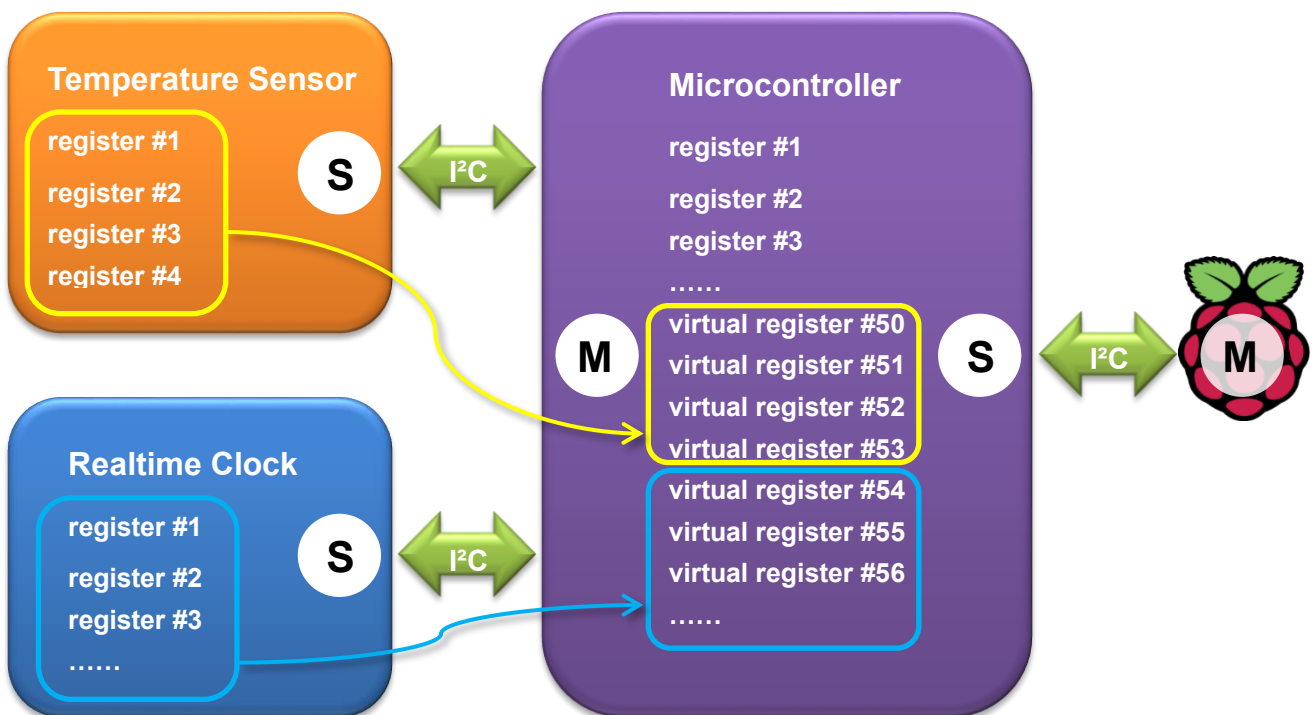 Temperature Sensor
register #1
register #2
register #3
register #4
S
I²C
Realtime Clock
register #1
register #2
register #3
......
S
I²C
Microcontroller
register #1
register #2
register #3
......
virtual register #50
virtual register #51
virtual register #52
virtual register #53
virtual register #54
virtual register #55
virtual register #56
......
M
S
I²C
M